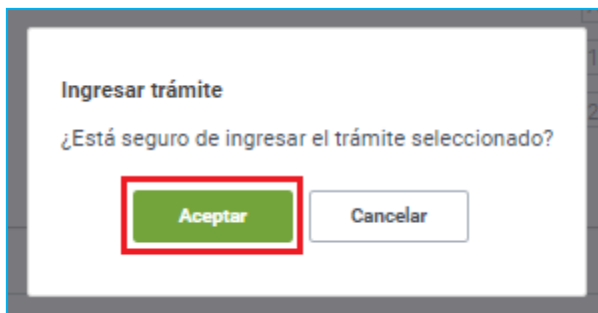 Ingresar trámite
¿Está seguro de ingresar el trámite seleccionado?
Aceptar
Cancelar